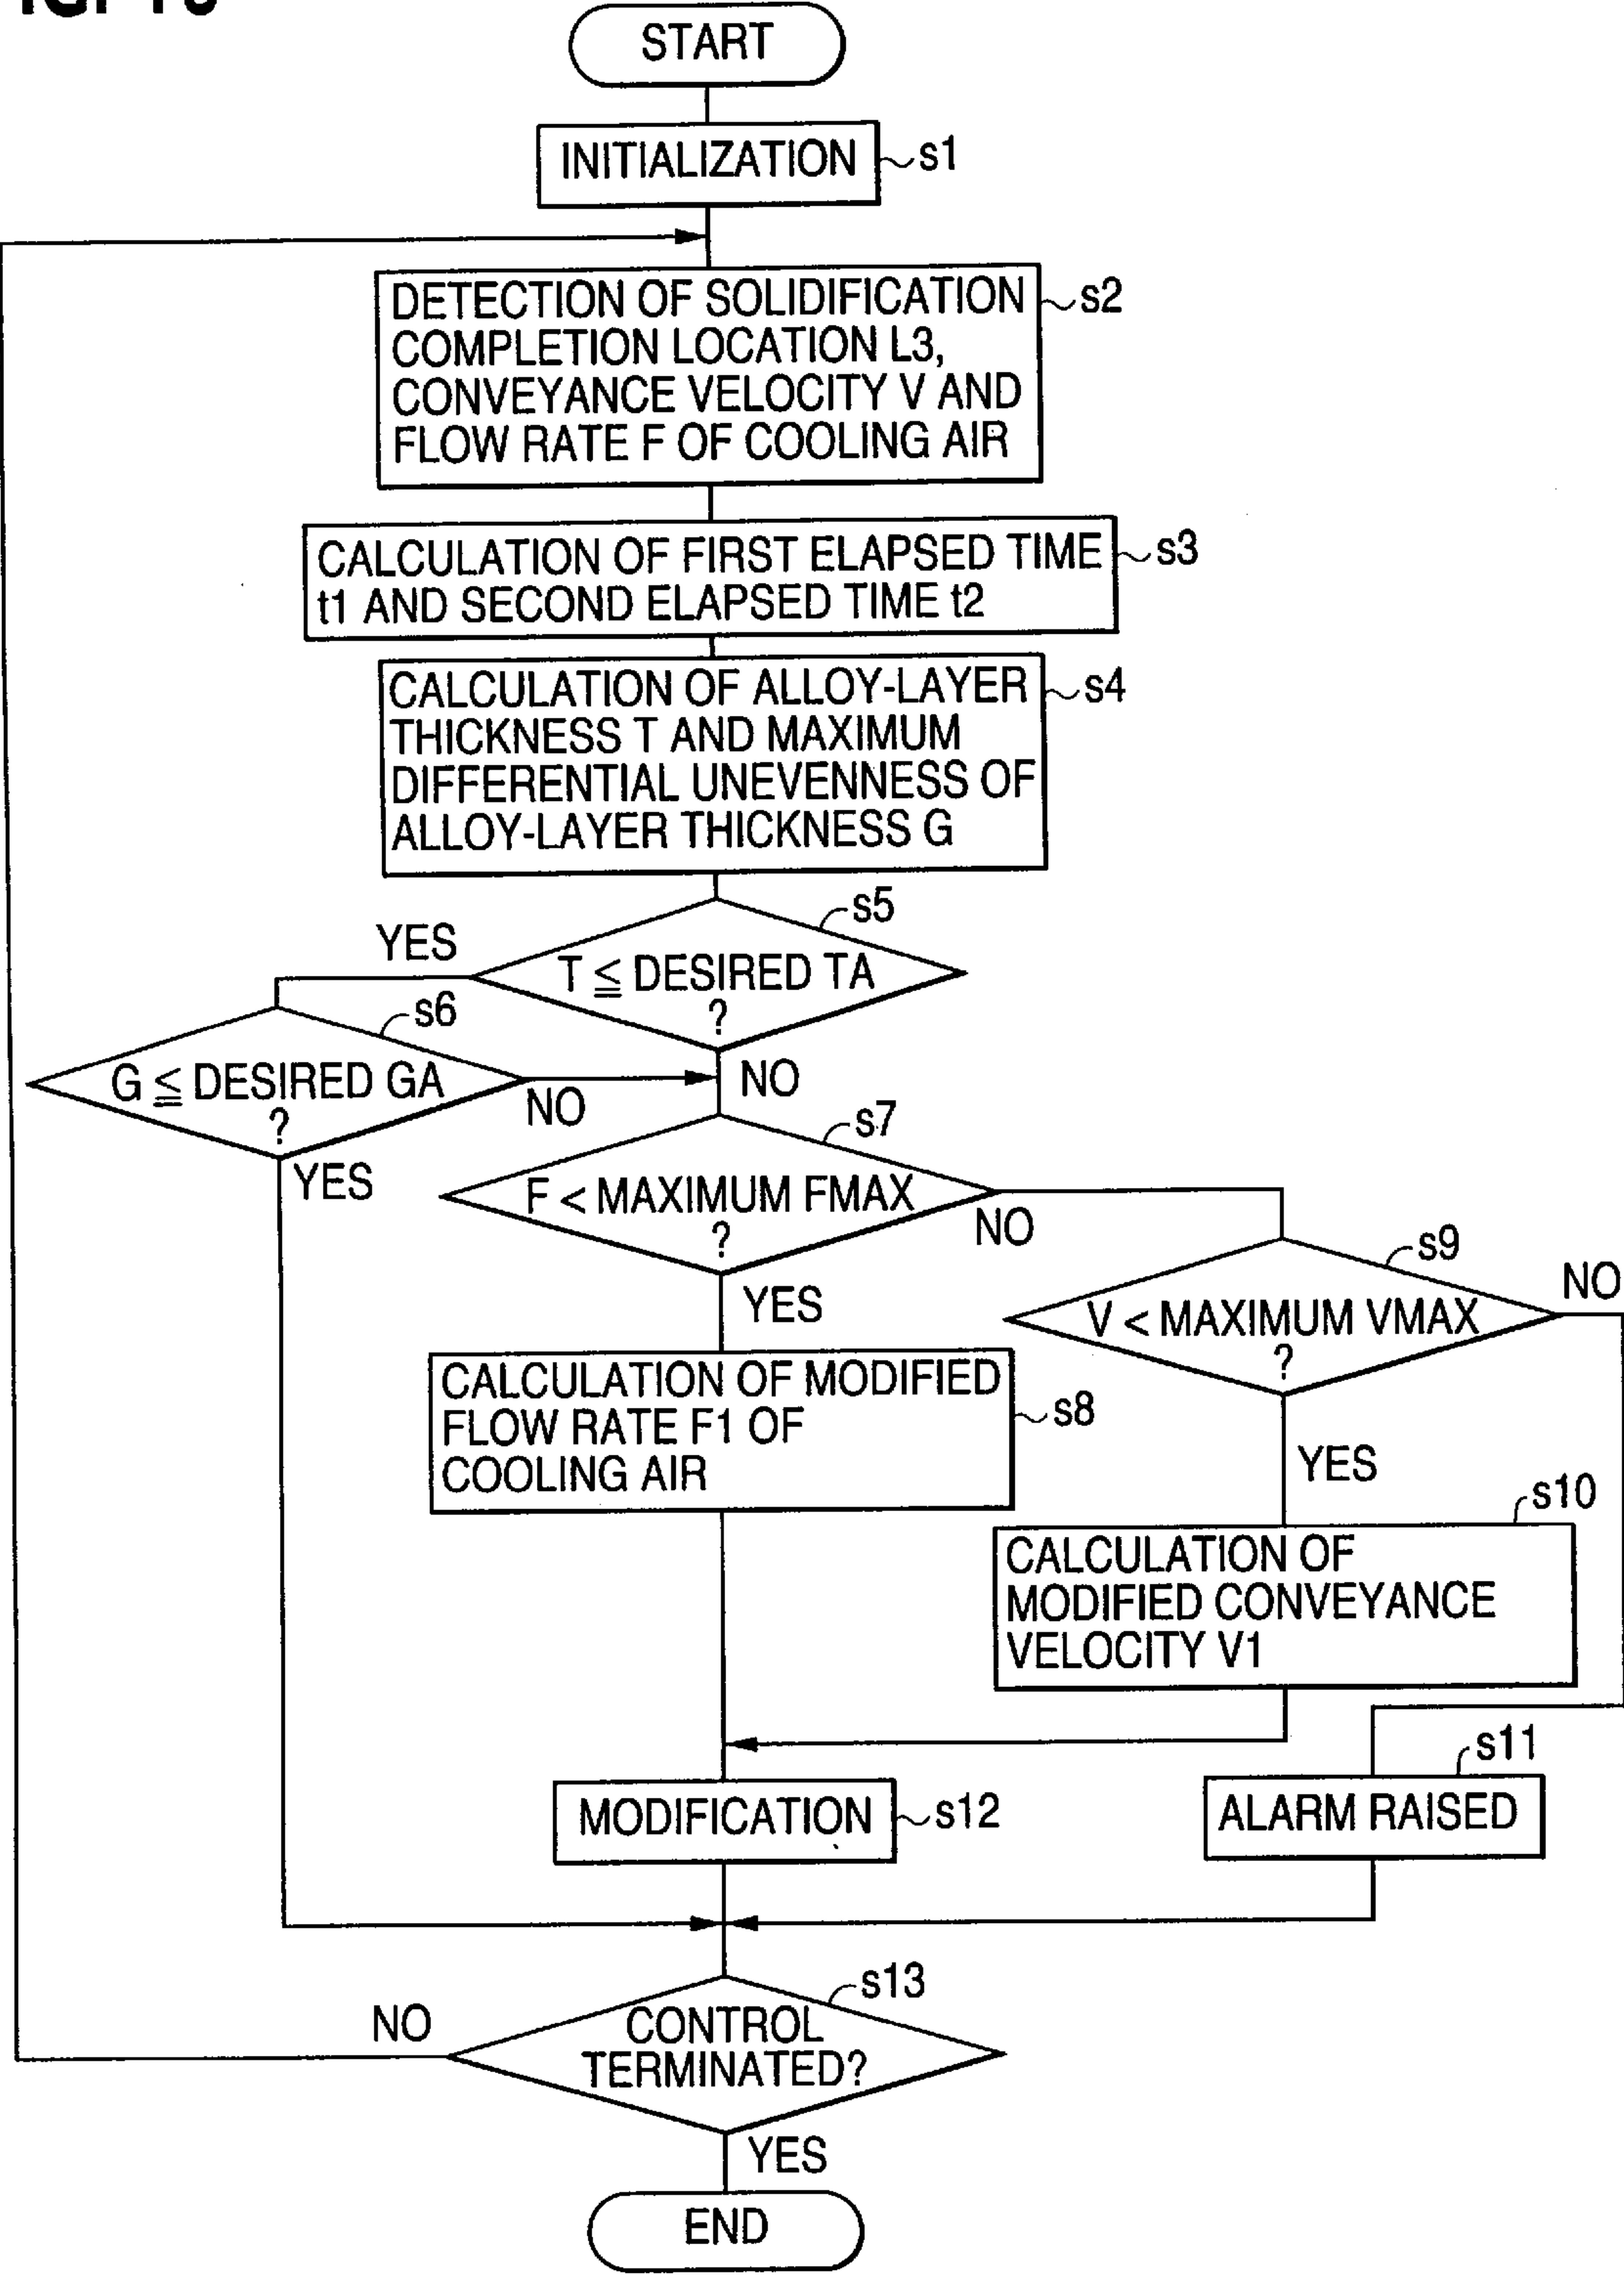 START
INITIALIZATION
s1
DETECTION OF SOLIDIFICATION
COMPLETION LOCATION L3,
CONVEYANCE VELOCITY V AND
FLOW RATE F OF COOLING AIR
s2
CALCULATION OF FIRST ELAPSED TIME
t1 AND SECOND ELAPSED TIME t2
s3
CALCULATION OF ALLOY-LAYER
THICKNESS T AND MAXIMUM
DIFFERENTIAL UNEVENNESS OF
ALLOY-LAYER THICKNESS G
s4
s5
YES
T ≦ DESIRED TA
?
s6
NO
G ≦ DESIRED GA
?
NO
YES
s7
F < MAXIMUM FMAX
?
NO
YES
s9
NO
V < MAXIMUM VMAX
?
YES
CALCULATION OF MODIFIED
FLOW RATE F1 OF
COOLING AIR
s8
s10
CALCULATION OF
MODIFIED CONVEYANCE
VELOCITY V1
s11
ALARM RAISED
MODIFICATION
s12
s13
NO
CONTROL
TERMINATED?
YES
END